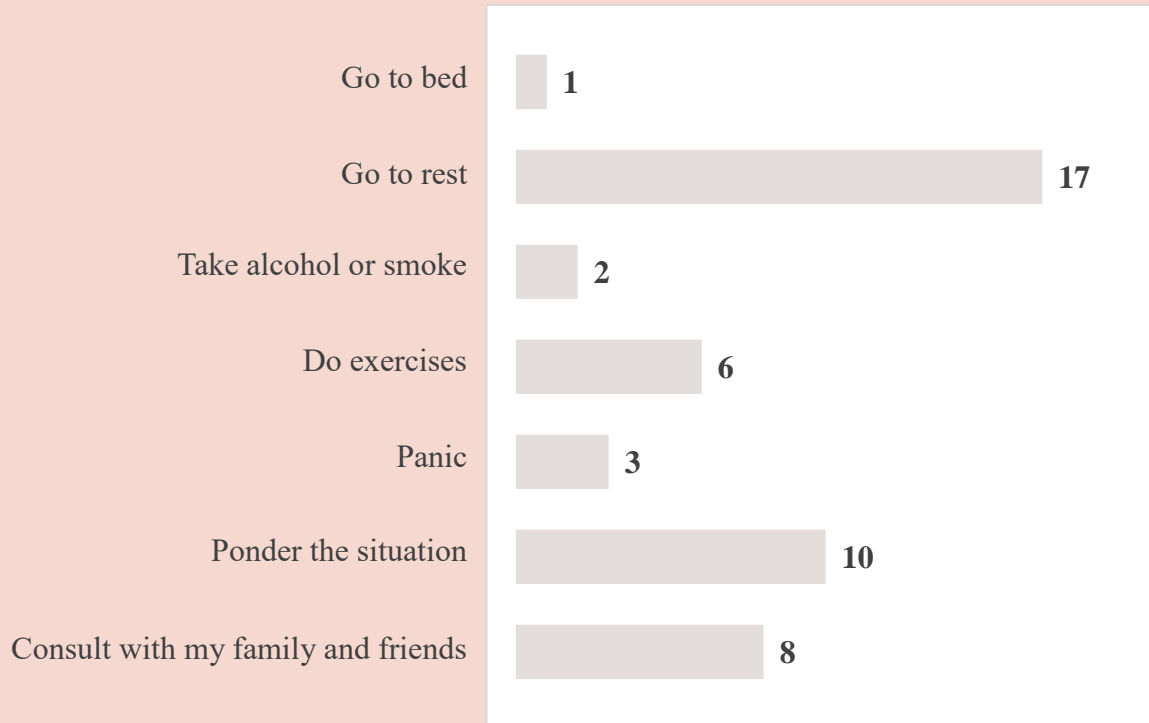 Go to bed 1
Go to rest 17
Take alcohol or smoke 2
Do exercises 6
Panic 3
Ponder the situation 10
Consult with my family and friends 8